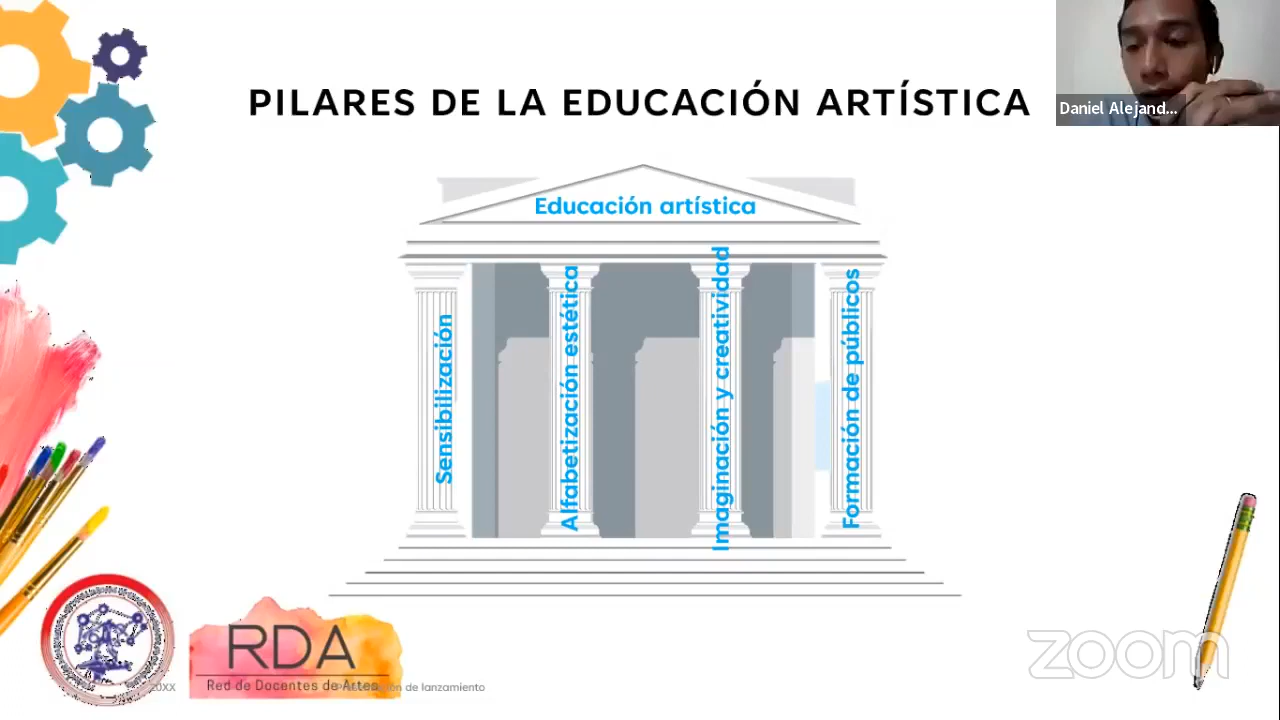 PILARES DE LA EDUCACIÓN ARTÍSTICA
Daniel Alejand...
Educación artística
Sensibilización
Alfabetización estética
Imaginación y creatividad
Formación de públicos
RDA
Red de Docentes de Artes
20XX
de lanzamiento
zoom